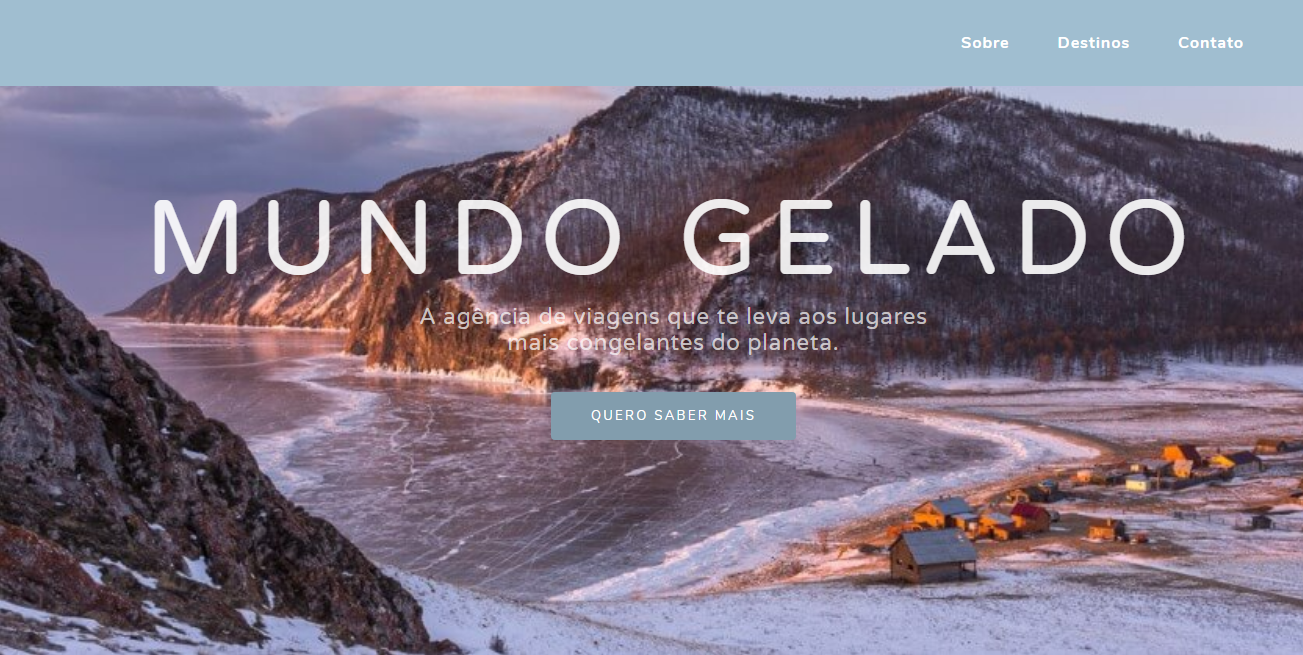 Sobre Destinos Contato
MUNDO GELADO
A agência de viagens que te leva aos lugares
mais congelantes do planeta.
QUERO SABER MAIS